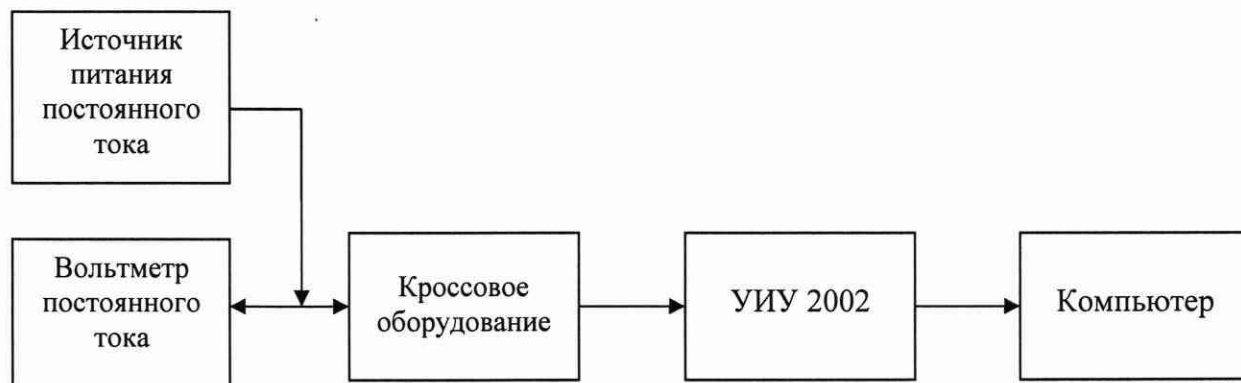 Источник
питания
постоянного
тока
Вольтметр
постоянного
тока
Кроссовое
оборудование
УИУ 2002
Компьютер